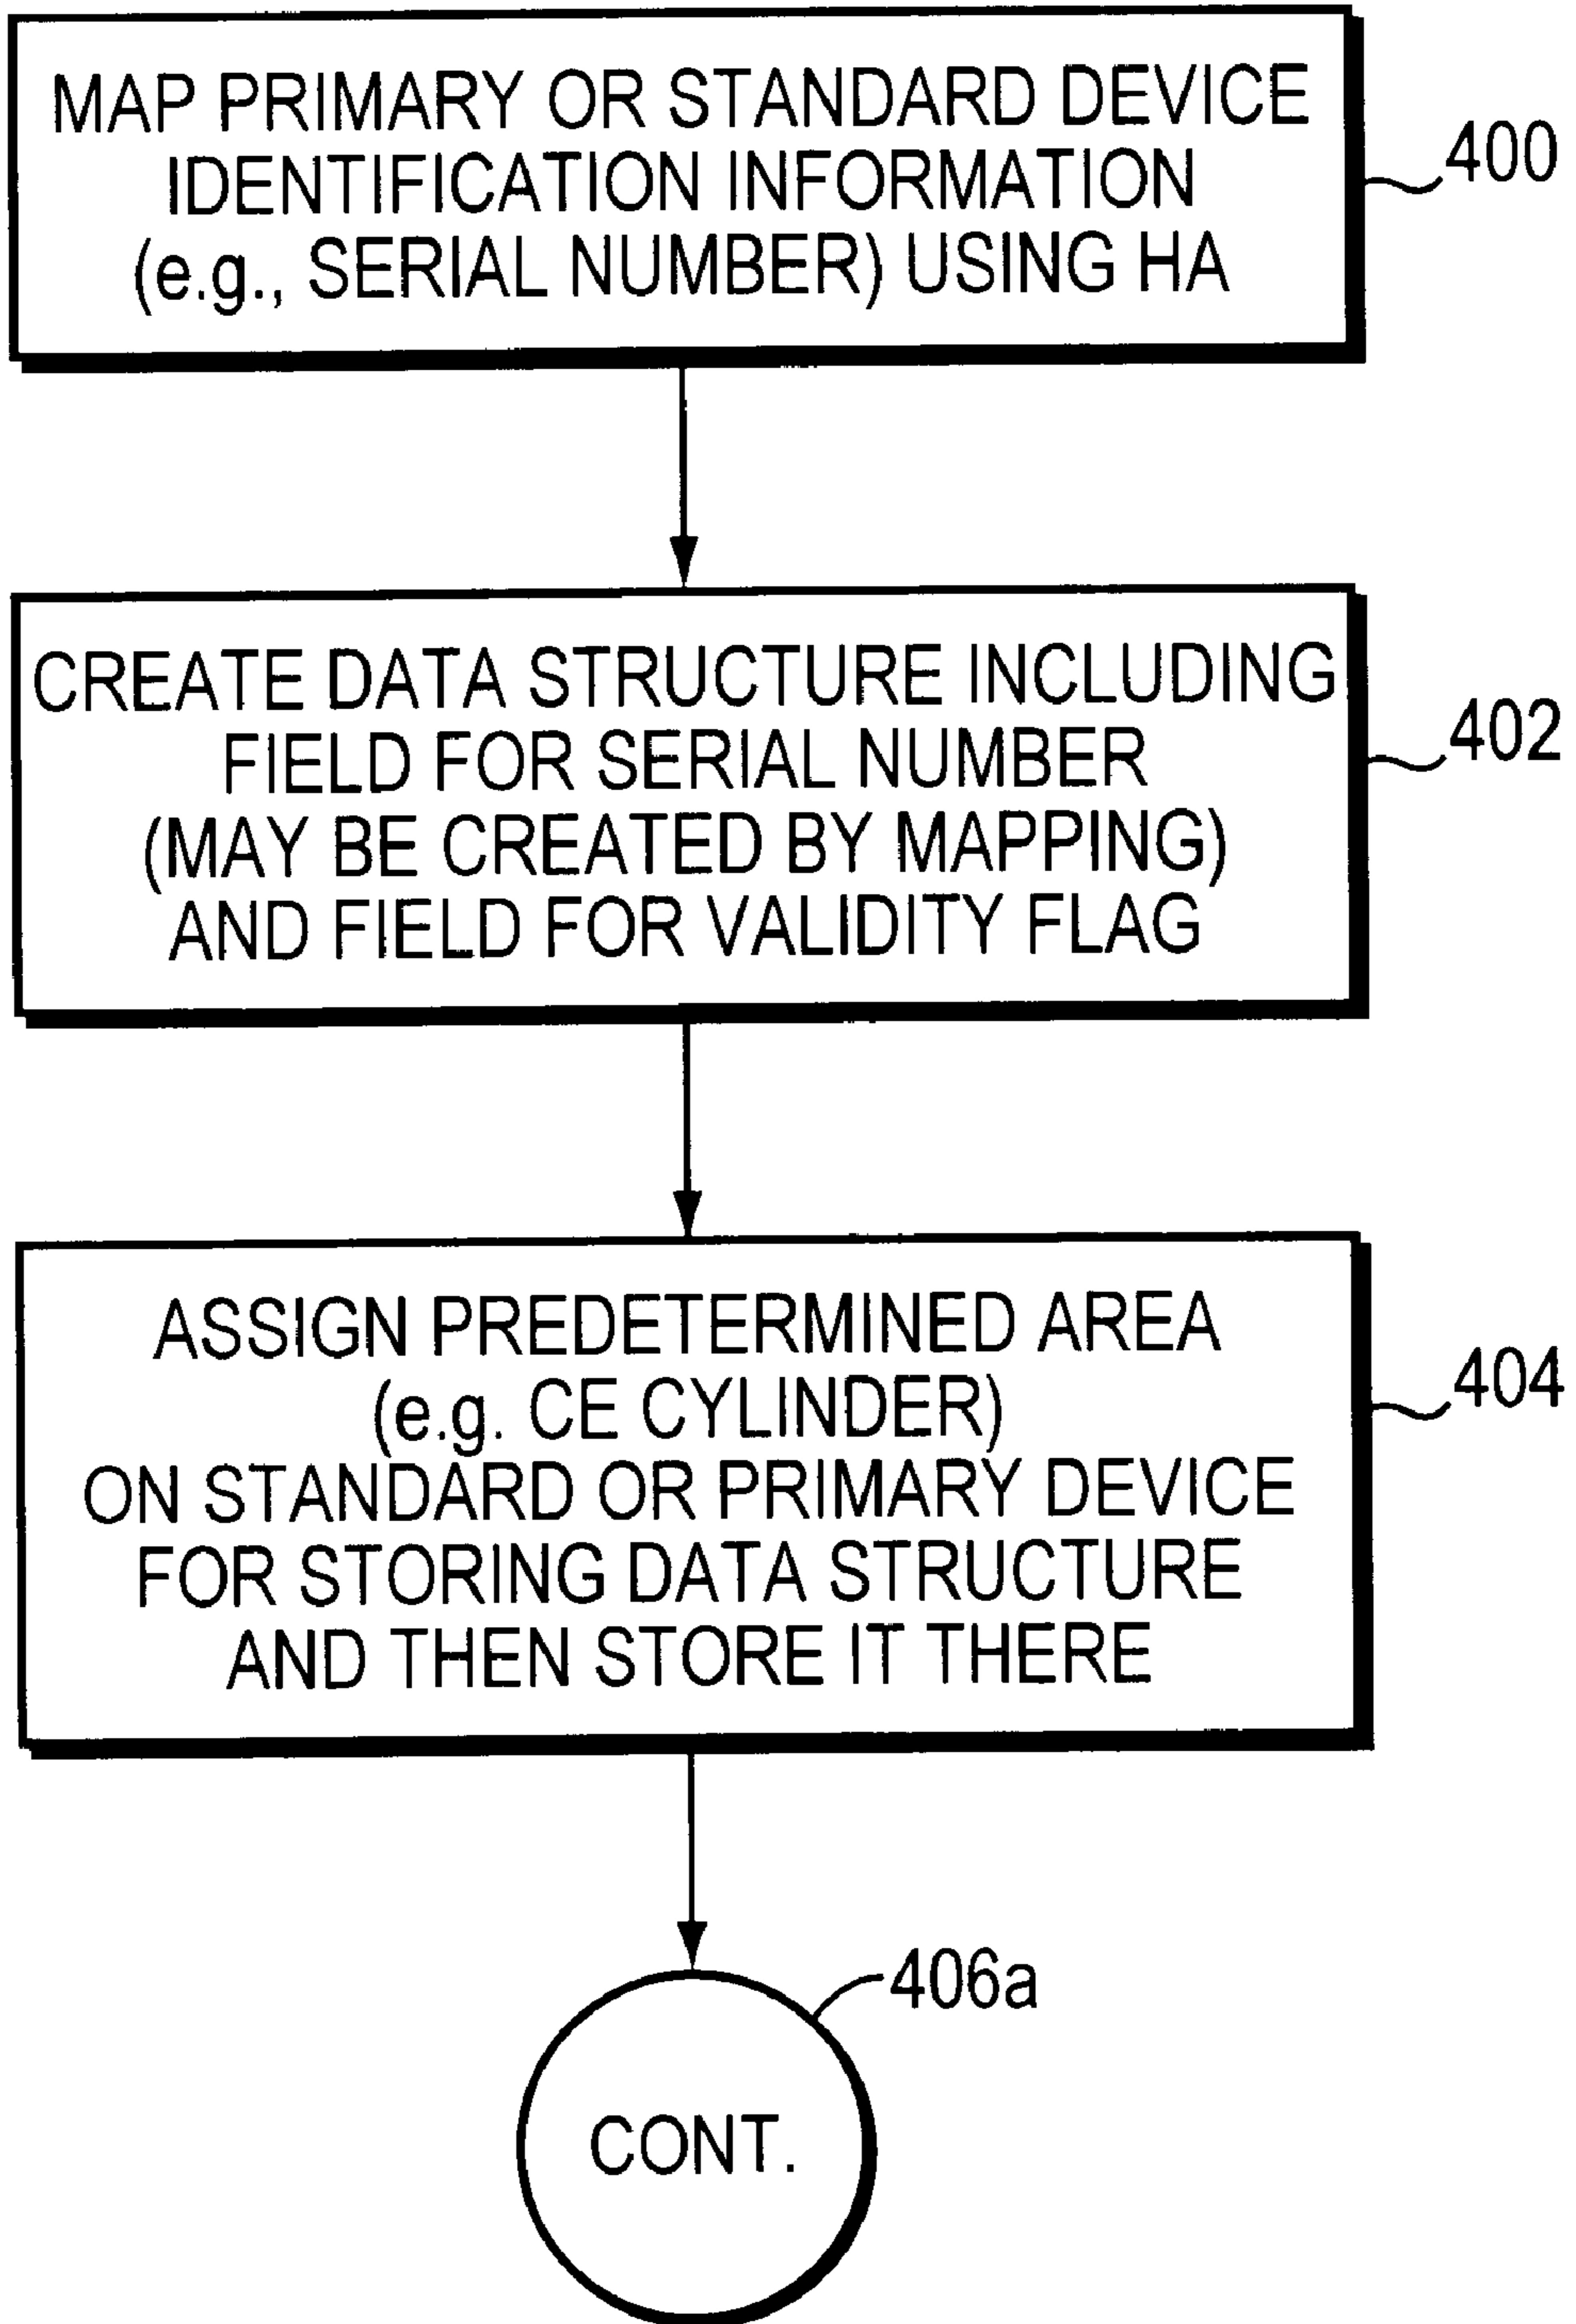 MAP PRIMARY OR STANDARD DEVICE
IDENTIFICATION INFORMATION
(e.g., SERIAL NUMBER) USING HA
400
CREATE DATA STRUCTURE INCLUDING
FIELD FOR SERIAL NUMBER
(MAY BE CREATED BY MAPPING)
AND FIELD FOR VALIDITY FLAG
402
ASSIGN PREDETERMINED AREA
(e.g. CE CYLINDER)
ON STANDARD OR PRIMARY DEVICE
FOR STORING DATA STRUCTURE
AND THEN STORE IT THERE
404
406a
CONT.